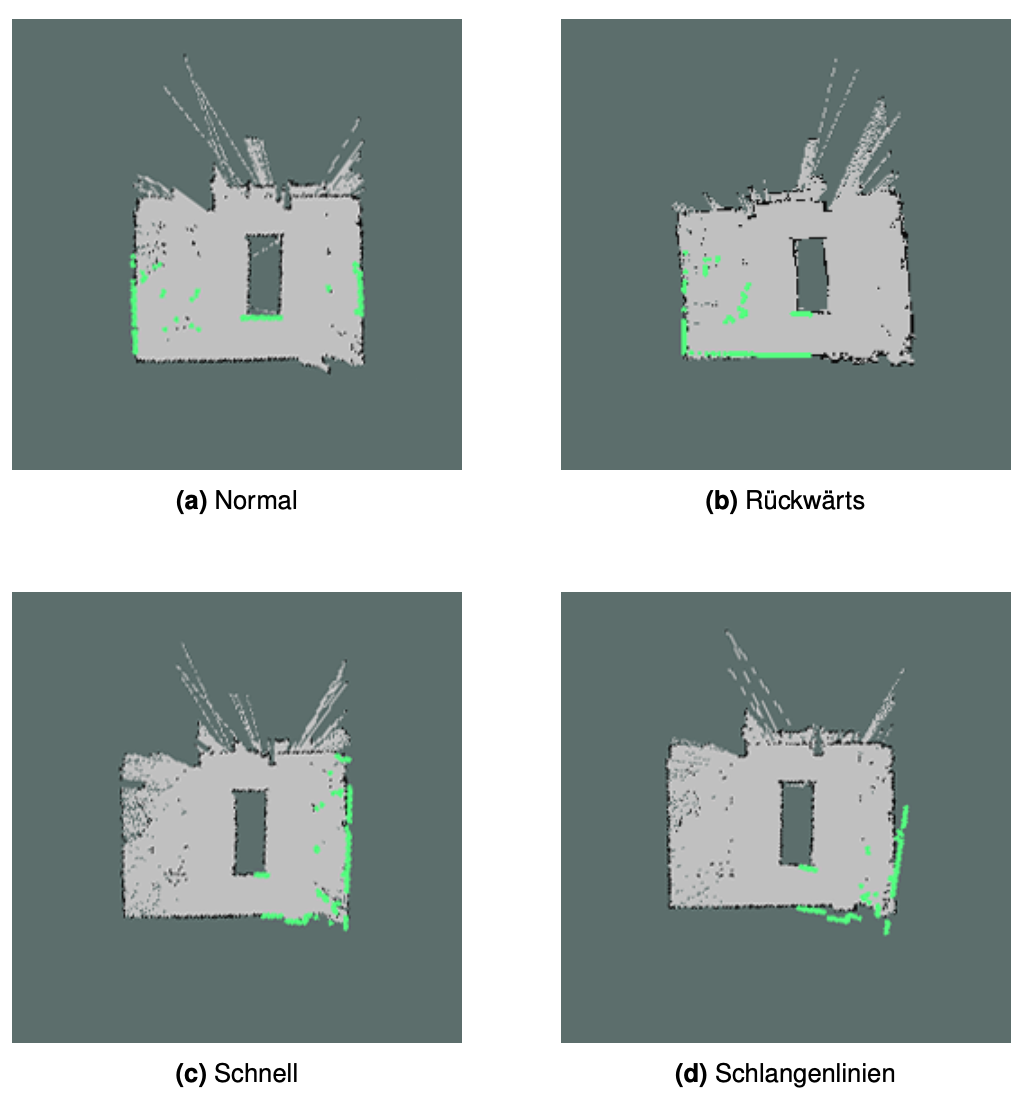 (a) Normal
(b) Rückwärts
(c) Schnell
(d) Schlangenlinien